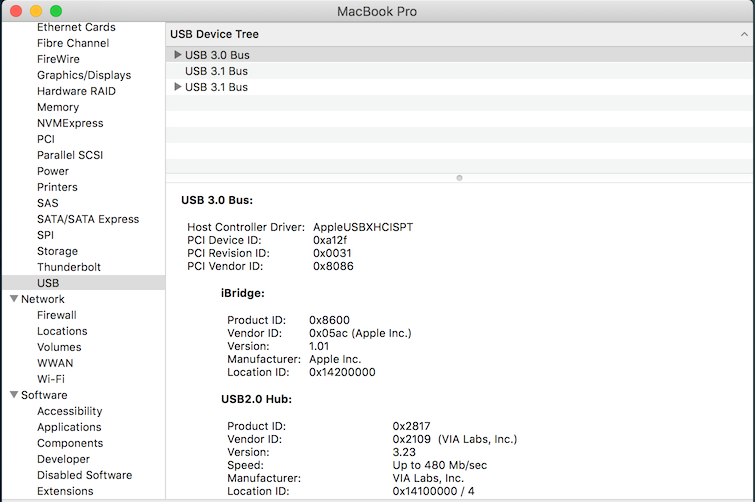 MacBook Pro
Ethernet Cards
Fibre Channel
FireWire
Graphics/Displays
Hardware RAID
Memory
NVMExpress
PCI
Parallel SCSI
Power
Printers
SAS
SATA/SATA Express
SPI
Storage
Thunderbolt
USB
Network
Firewall
Locations
Volumes
WWAN
Wi-Fi
Software
Accessibility
Applications
Components
Developer
Disabled Software
Extensions
USB Device Tree
USB 3.0 Bus
USB 3.1 Bus
USB 3.1 Bus
USB 3.0 Bus:
Host Controller Driver: AppleUSBXHCISPT
PCI Device ID: 0xa12f
PCI Revision ID: 0x0031
PCI Vendor ID: 0x8086
iBridge:
Product ID: 0x8600
Vendor ID: 0x05ac (Apple Inc.)
Version: 1.01
Manufacturer: Apple Inc.
Location ID: 0x14200000
USB2.0 Hub:
Product ID: 0x2817
Vendor ID: 0x2109 (VIA Labs, Inc.)
Version: 3.23
Speed: Up to 480 Mb/sec
Manufacturer: VIA Labs, Inc.
Location ID: 0x14100000 / 4